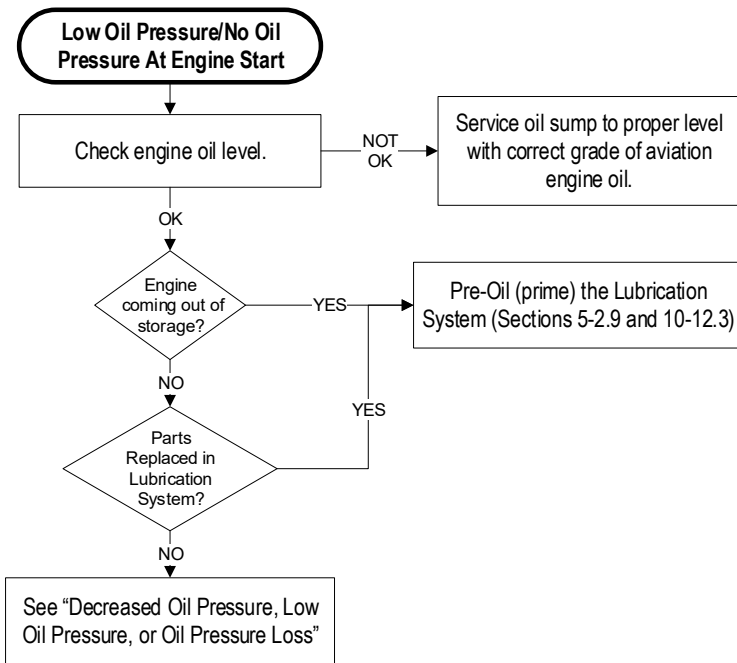 Low Oil Pressure/No Oil
Pressure At Engine Start
Check engine oil level.
NOT
OK
Service oil sump to proper level
with correct grade of aviation
engine oil.
OK
Engine
coming out of
storage?
YES
Pre-Oil (prime) the Lubrication
System (Sections 5-2.9 and 10-12.3)
NO
YES
Parts
Replaced in
Lubrication
System?
NO
See “Decreased Oil Pressure, Low
Oil Pressure, or Oil Pressure Loss”